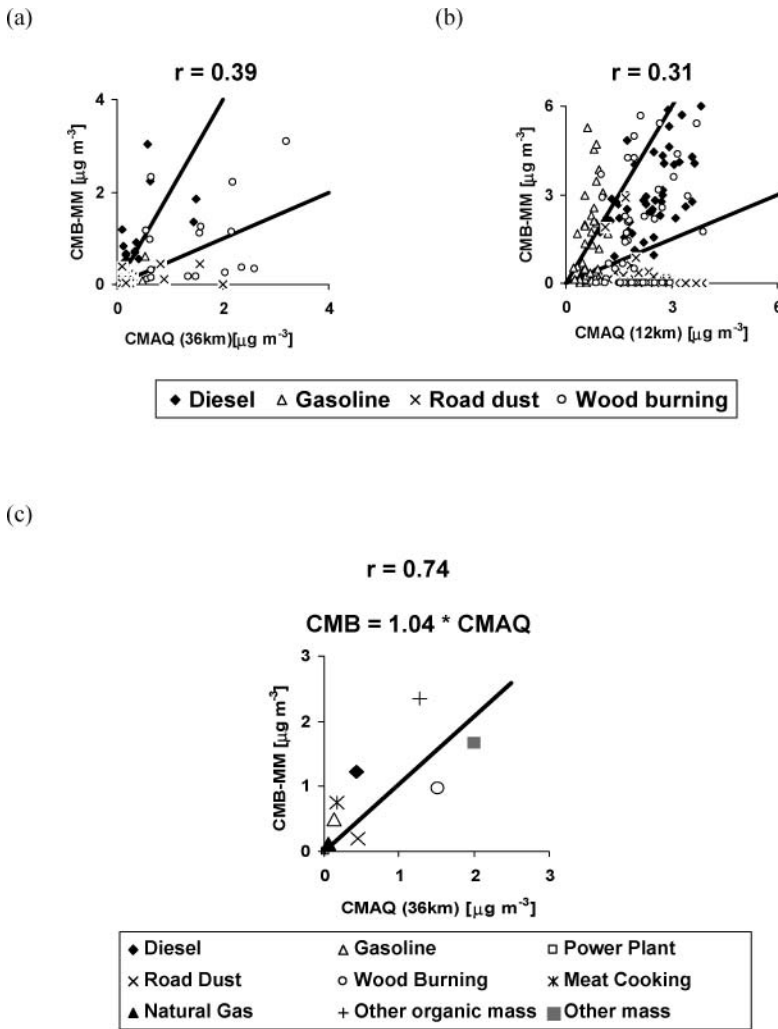 (a)
(b)
r = 0.39
r = 0.31
4
2
0
CMB-MM [µg m⁻³]
0 2 4
CMAQ (36km)[µg m⁻³]
6
3
0
CMB-MM [µg m⁻³]
0 3 6
CMAQ (12km) [µg m⁻³]
Diesel Gasoline Road dust Wood burning
(c)
r = 0.74
CMB = 1.04 * CMAQ
3
2
1
0
CMB-MM [µg m⁻³]
0 1 2 3
CMAQ (36km) [µg m⁻³]
Diesel Gasoline Power Plant
Road Dust Wood Burning Meat Cooking
Natural Gas Other organic mass Other mass